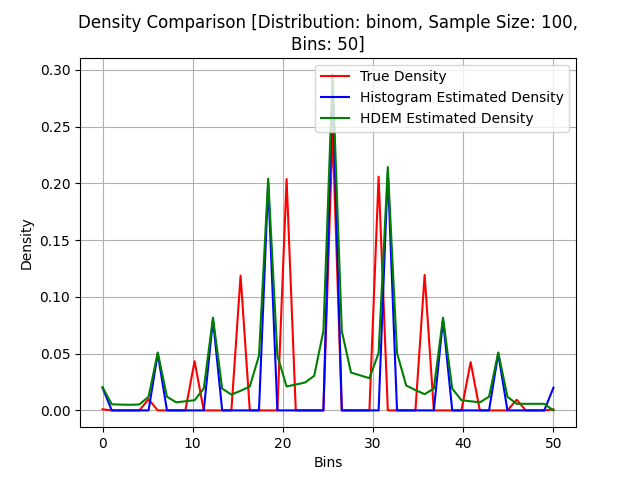 Density Comparison [Distribution: binom, Sample Size: 100,
Bins: 50]
True Density
Histogram Estimated Density
HDEM Estimated Density
Density
0.30
0.25
0.20
0.15
0.10
0.05
0.00
0 10 20 30 40 50
Bins